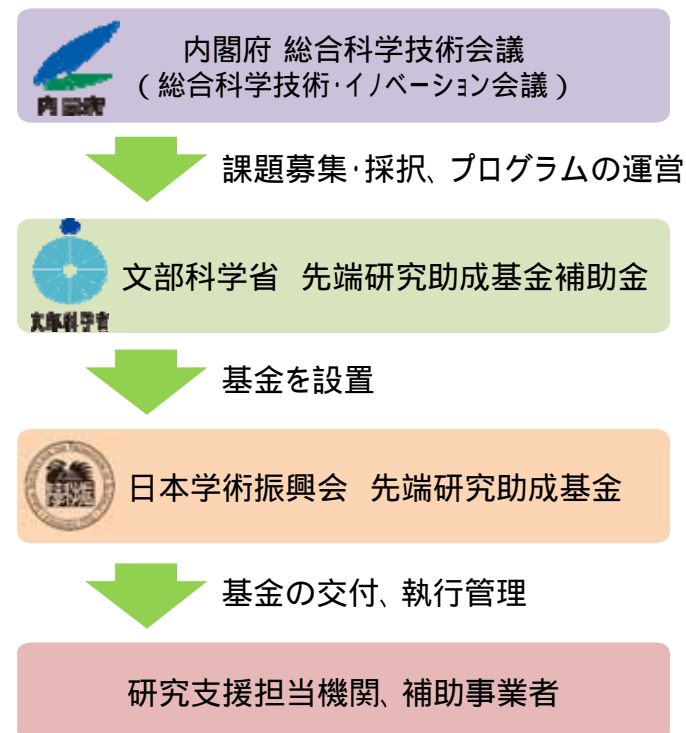 内閣府 総合科学技術会議
(総合科学技術・イノベーション会議)
内閣府
課題募集・採択、プログラムの運営
文部科学省 先端研究助成基金補助金
文部科学省
基金を設置
日本学術振興会 先端研究助成基金
基金の交付、執行管理
研究支援担当機関、補助事業者